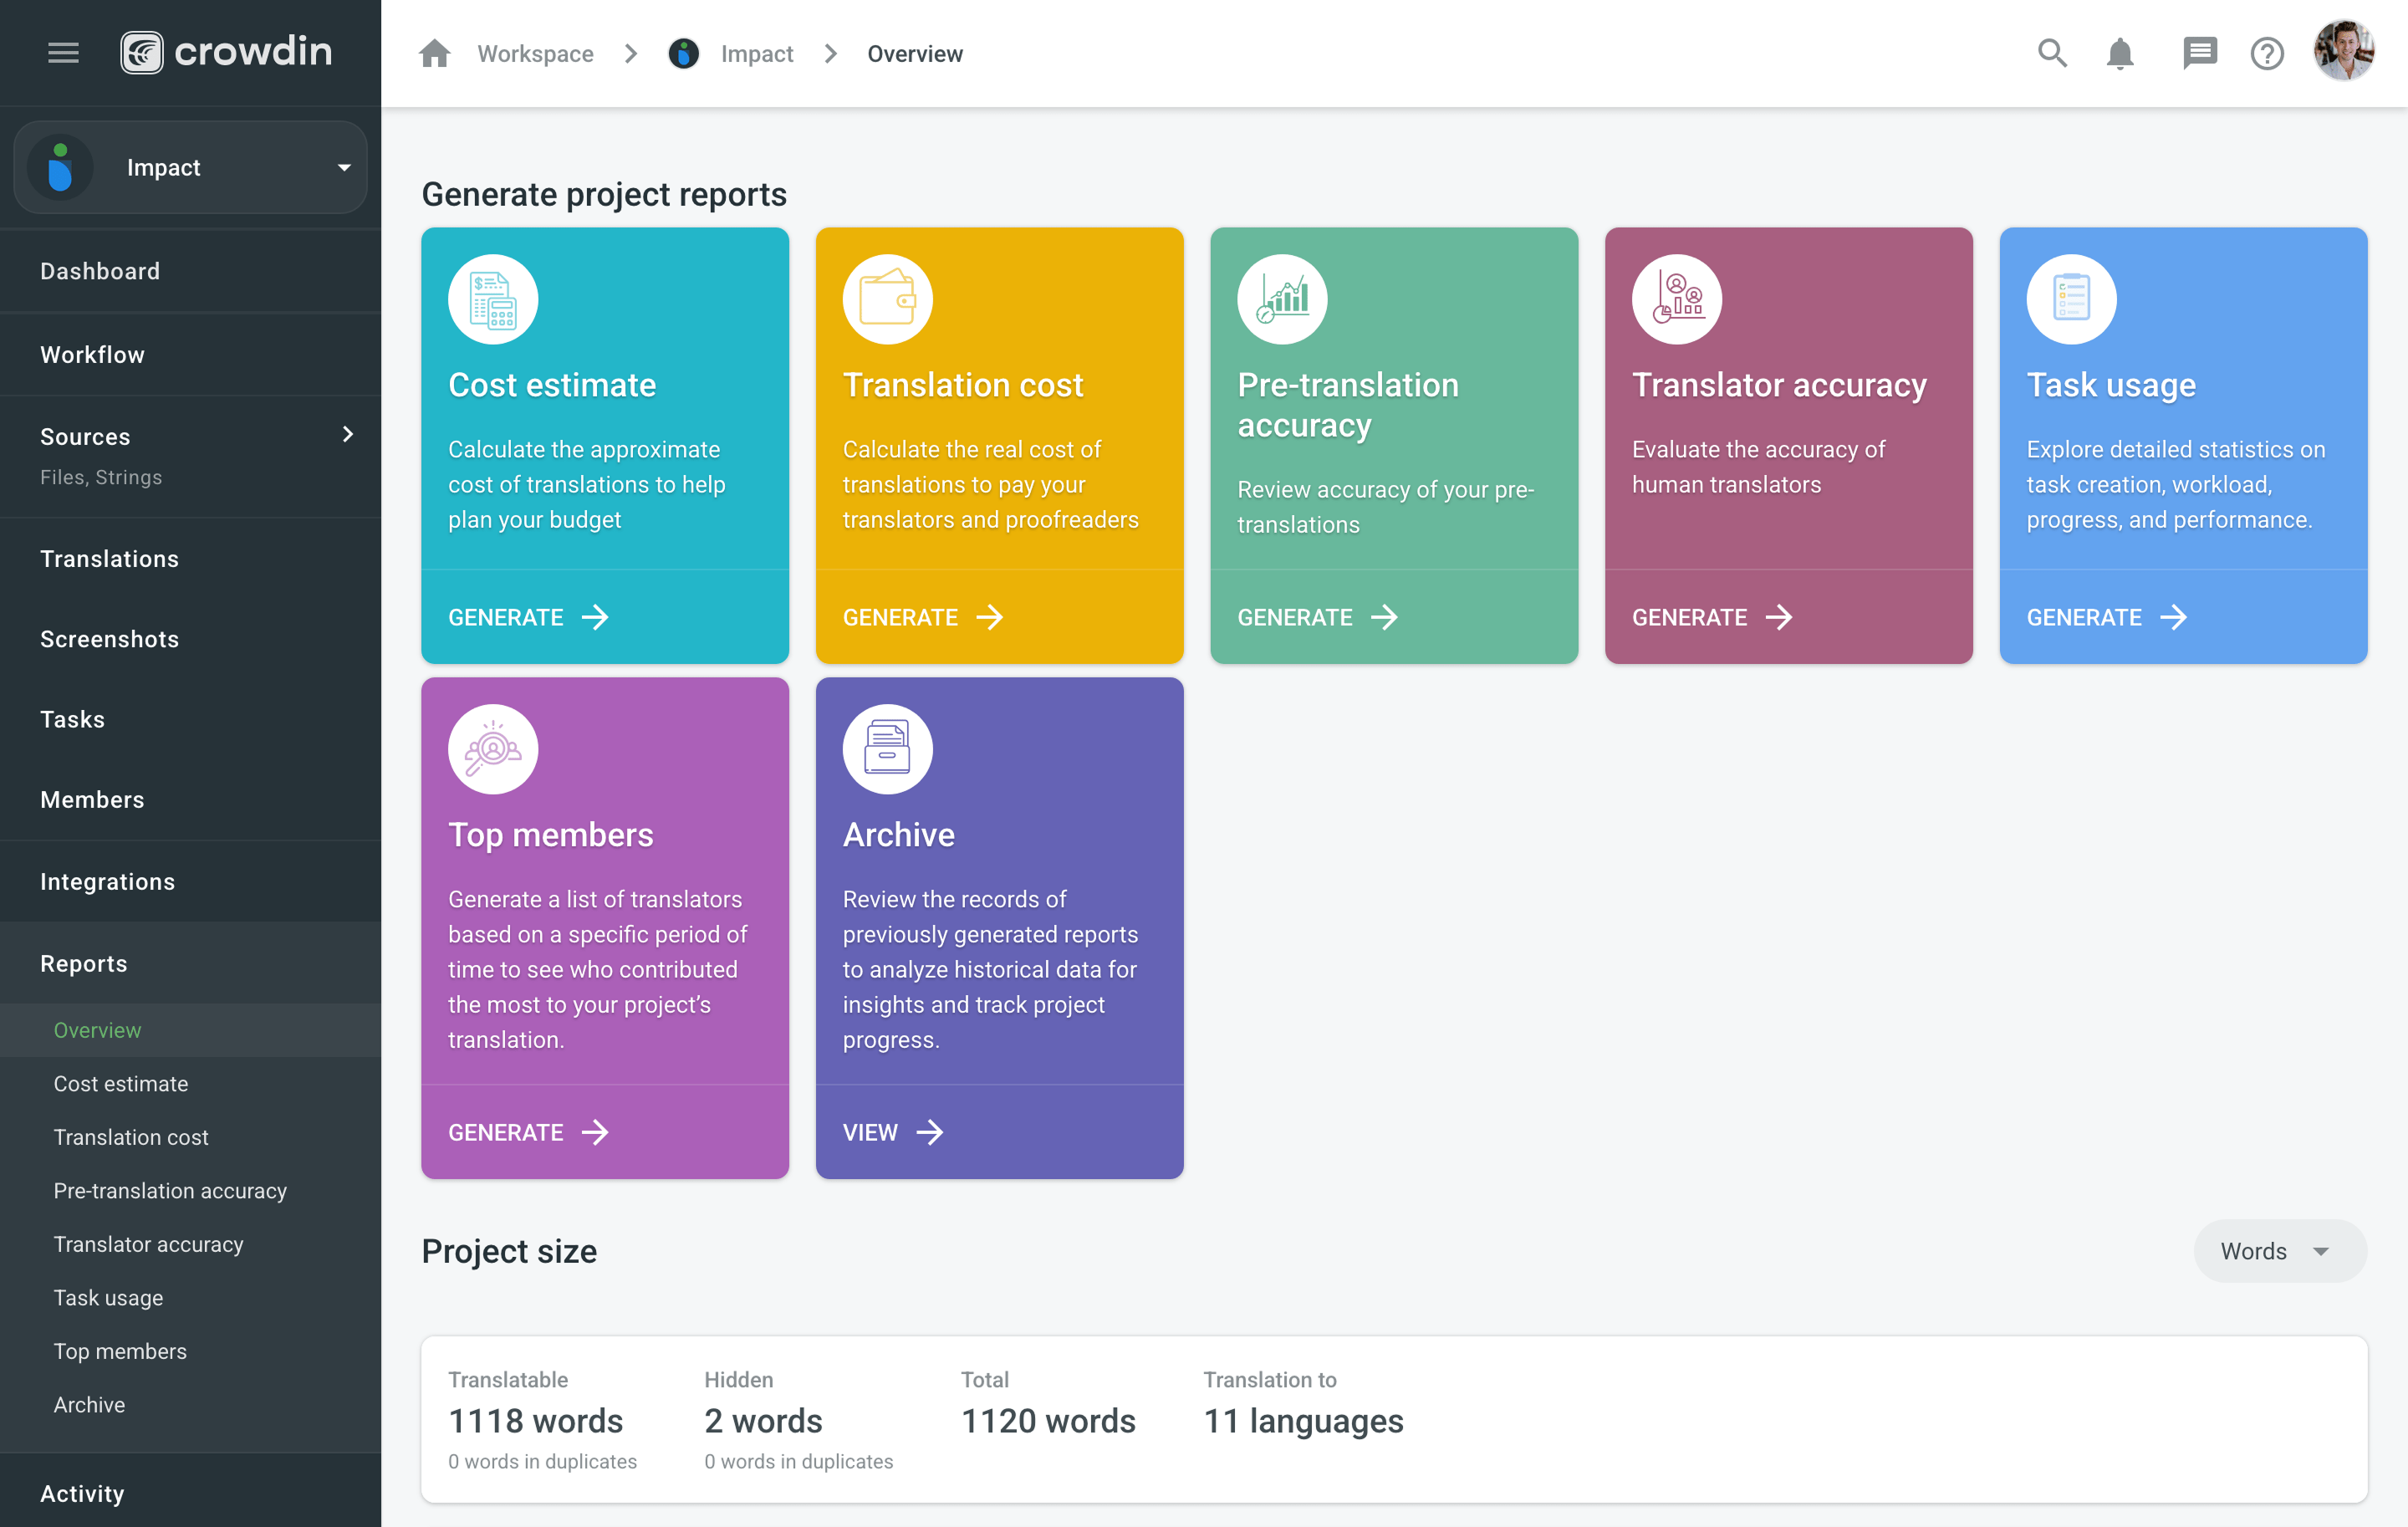 crowdin
Impact
Dashboard
Workflow
Sources
Files, Strings
Translations
Screenshots
Tasks
Members
Integrations
Reports
Overview
Cost estimate
Translation cost
Pre-translation accuracy
Translator accuracy
Task usage
Top members
Archive
Activity
Workspace
Impact
Overview
Generate project reports
Cost estimate
Calculate the approximate
cost of translations to help
plan your budget
GENERATE
Translation cost
Calculate the real cost of
translations to pay your
translators and proofreaders
GENERATE
Pre-translation
accuracy
Review accuracy of your pre-
translations
GENERATE
Translator accuracy
Evaluate the accuracy of
human translators
GENERATE
Task usage
Explore detailed statistics on
task creation, workload,
progress, and performance.
GENERATE
Top members
Generate a list of translators
based on a specific period of
time to see who contributed
the most to your project’s
translation.
GENERATE
Archive
Review the records of
previously generated reports
to analyze historical data for
insights and track project
progress.
VIEW
Project size
Words
Translatable
1118 words
0 words in duplicates
Hidden
2 words
0 words in duplicates
Total
1120 words
Translation to
11 languages